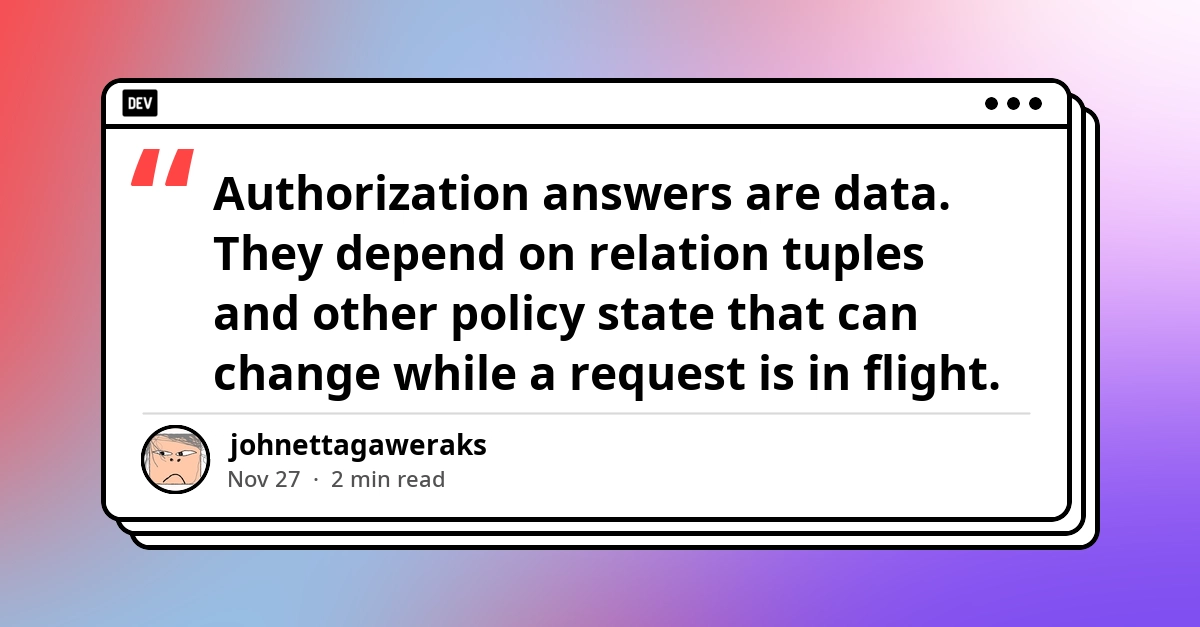 DEV
“
Authorization answers are data.
They depend on relation tuples
and other policy state that can
change while a request is in flight.
johnettagaweraks
Nov 27 · 2 min read